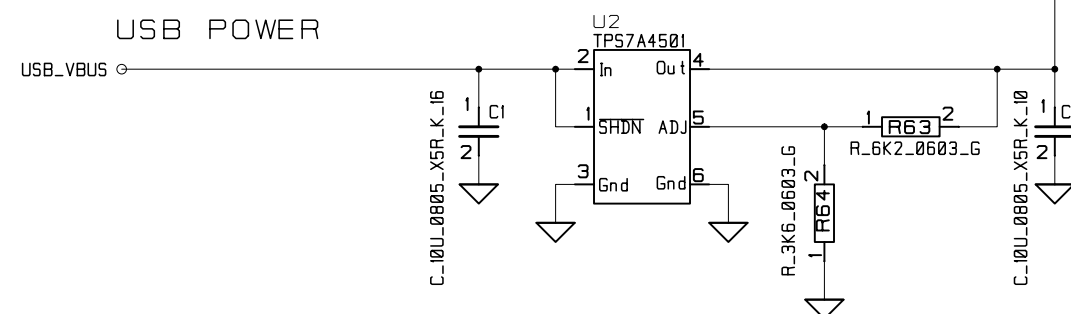 USB POWER
U2
TPS7A4501
USB_VBUS
2 In Out 4
1 SHDN ADJ 5
3 Gnd Gnd 6
1 C1
2
C_10U_0805_X5R_K_16
1 R63 2
R_6K2_0603_G
2 R64 1
R_3K6_0603_G
1 C
2
C_10U_0805_X5R_K_10